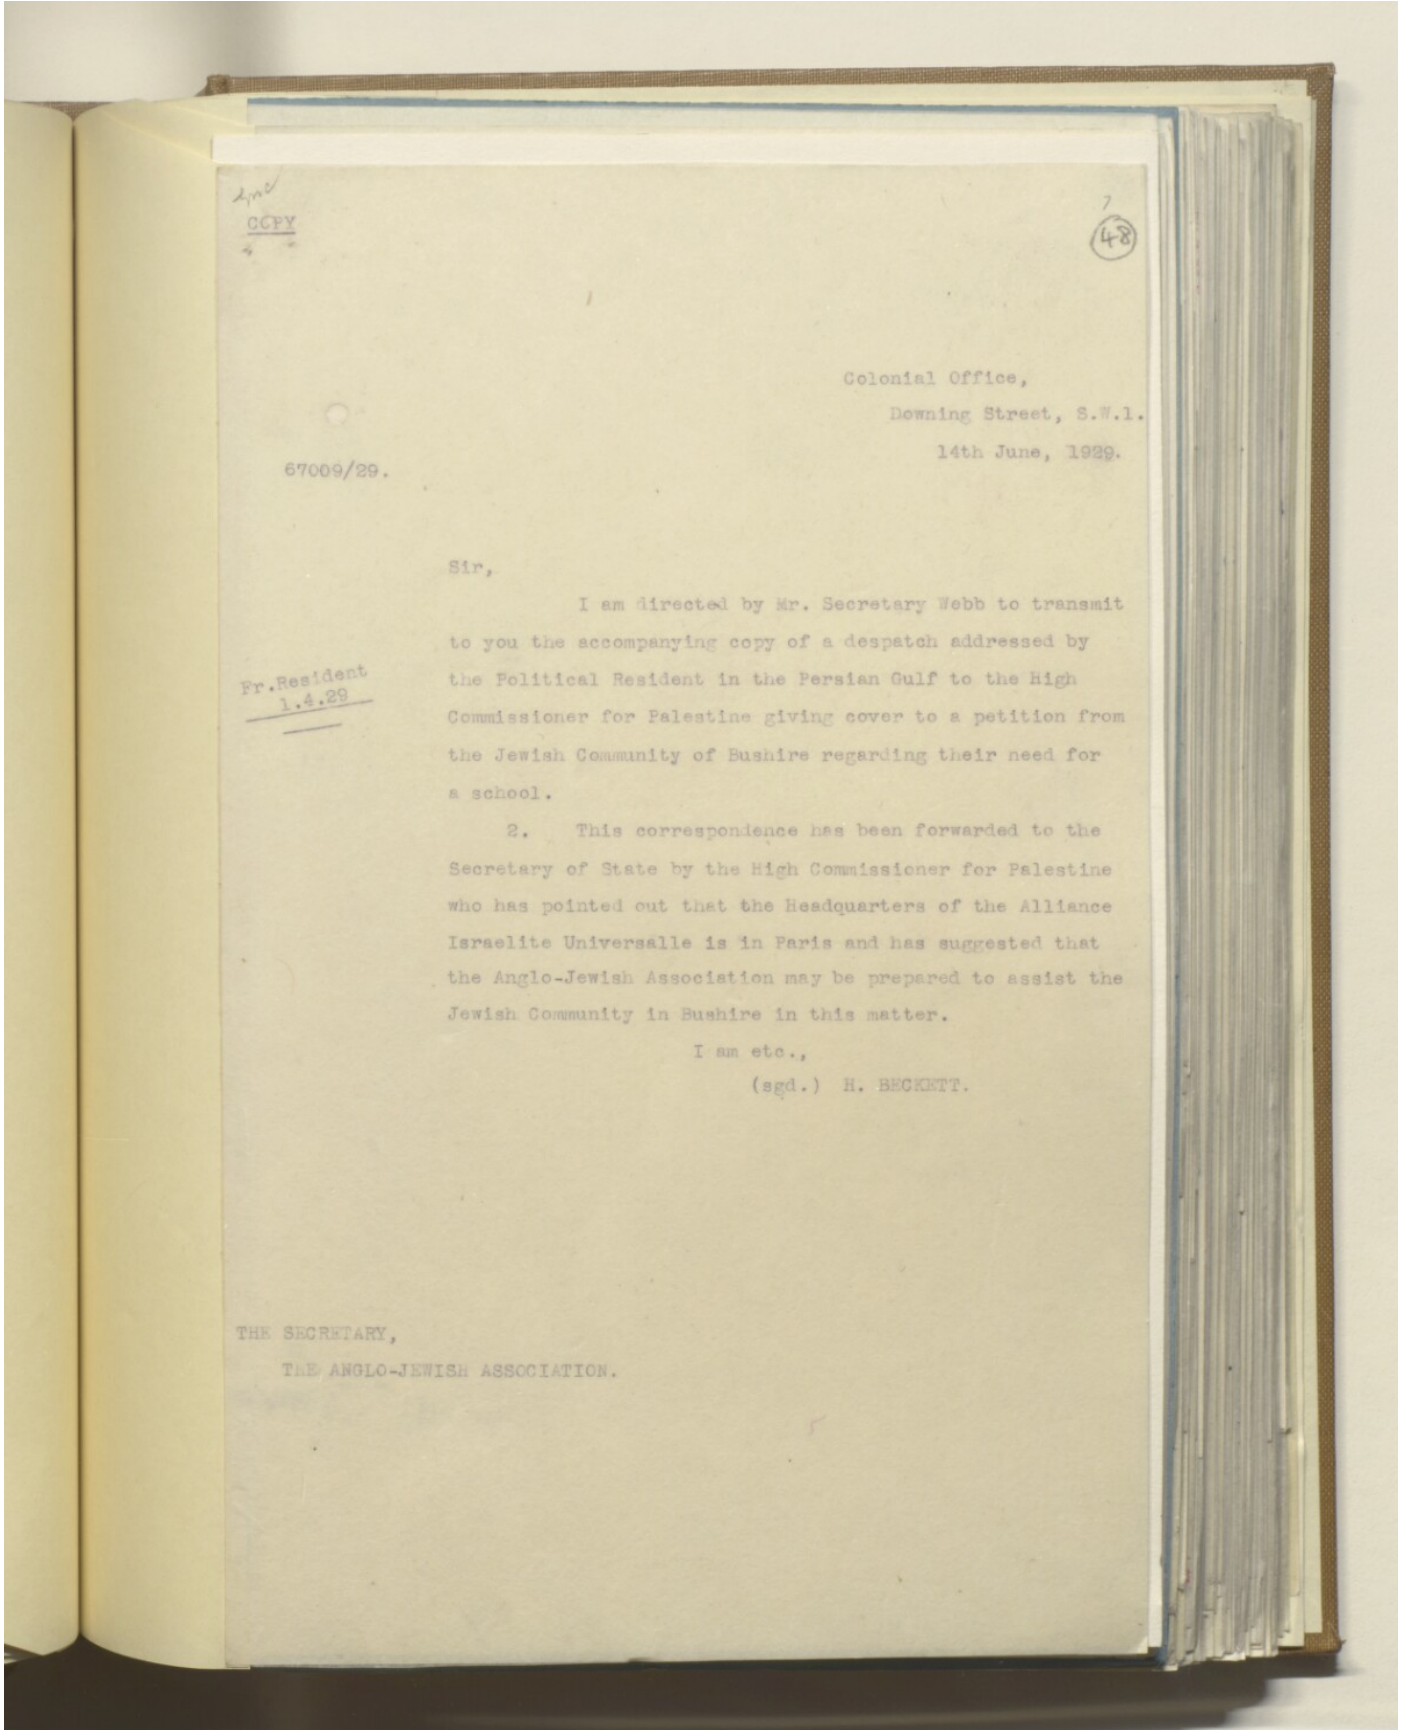 COPY
48
Colonial Office,
Downing Street, S.W.1.
14th June, 1929.
67009/29.
Sir,
I am directed by Mr. Secretary Webb to transmit
to you the accompanying copy of a despatch addressed by
the Political Resident in the Persian Gulf to the High
Commissioner for Palestine giving cover to a petition from
the Jewish Community of Bushire regarding their need for
a school.
Fr.Resident
1.4.29
2. This correspondence has been forwarded to the
Secretary of State by the High Commissioner for Palestine
who has pointed out that the Headquarters of the Alliance
Israelite Universalle is in Paris and has suggested that
the Anglo-Jewish Association may be prepared to assist the
Jewish Community in Bushire in this matter.
I am etc.,
(sgd.) H. BECKETT.
THE SECRETARY,
THE ANGLO-JEWISH ASSOCIATION.